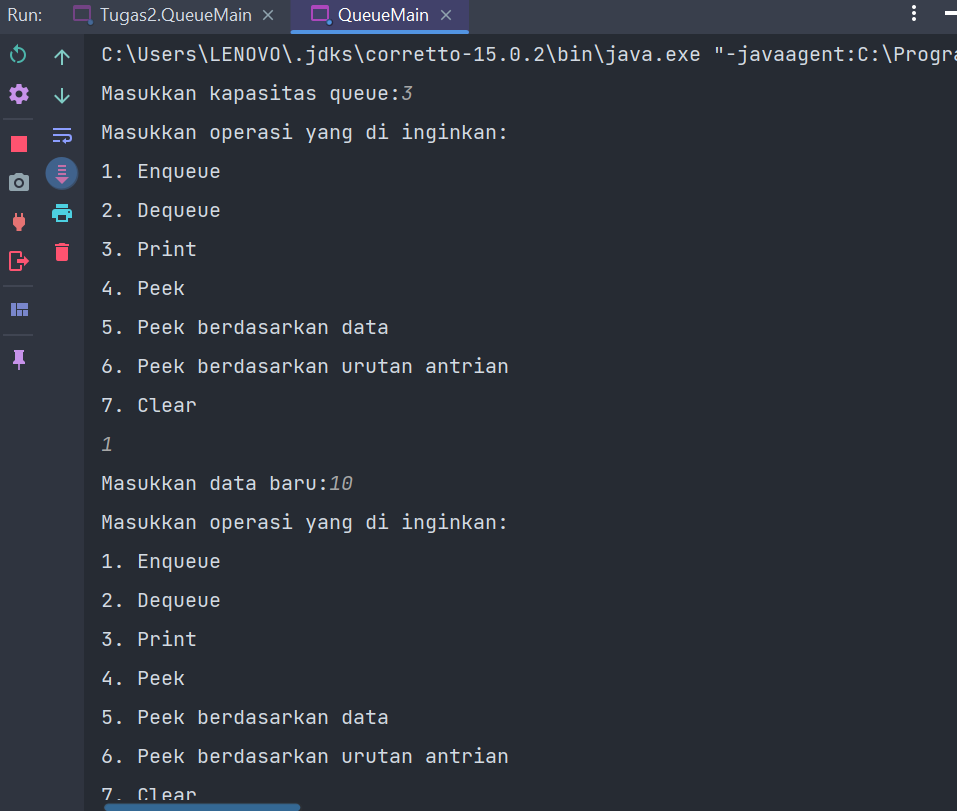 Run: Tugas2.QueueMain QueueMain
C:\Users\LENOVO\.jdks\corretto-15.0.2\bin\java.exe "-javaagent:C:\Progra
Masukkan kapasitas queue:3
Masukkan operasi yang di inginkan:
1. Enqueue
2. Dequeue
3. Print
4. Peek
5. Peek berdasarkan data
6. Peek berdasarkan urutan antrian
7. Clear
1
Masukkan data baru:10
Masukkan operasi yang di inginkan:
1. Enqueue
2. Dequeue
3. Print
4. Peek
5. Peek berdasarkan data
6. Peek berdasarkan urutan antrian
7. Clear